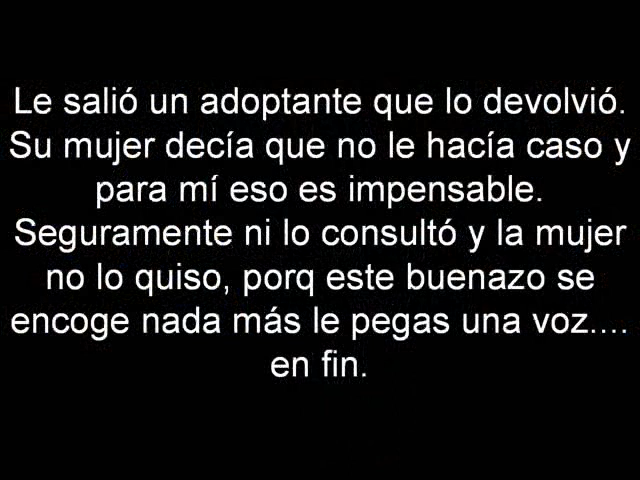 Le salió un adoptante que lo devolvió.
Su mujer decía que no le hacía caso y
para mí eso es impensable.
Seguramente ni lo consultó y la mujer
no lo quiso, porq este buenazo se
encoge nada más le pegas una voz....
en fin.